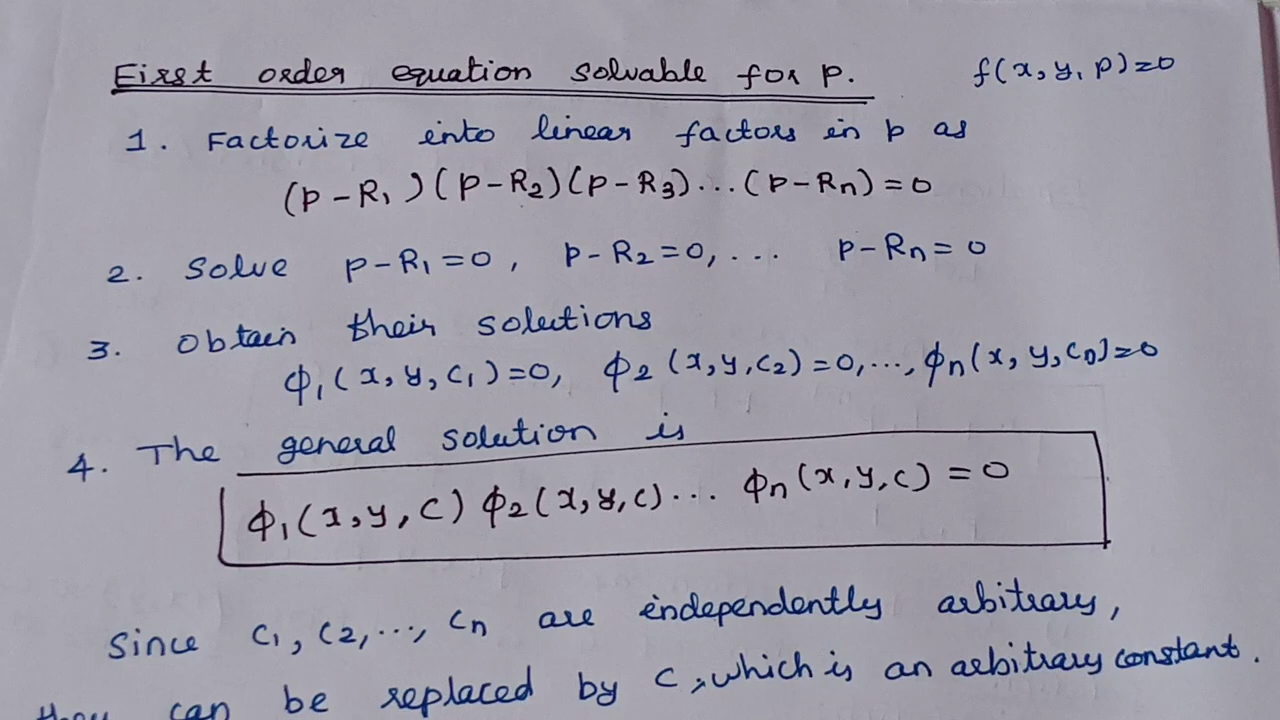 First order equation solvable for p. f(x, y, p)=0
1. Factorize into linear factors in p as
(p-R₁)(p-R₂)(p-R₃)...(p-Rn)=0
2. Solve p-R₁=0, p-R₂=0,... p-Rn=0
3. Obtain their solutions
ϕ₁(x, y, c₁)=0, ϕ₂(x, y, c₂)=0,..., ϕn(x, y, cn)=0
4. The general solution is
ϕ₁(x, y, c) ϕ₂(x, y, c)... ϕn(x, y, c) = 0
Since c₁, c₂,..., cn are independently arbitrary,
they can be replaced by c, which is an arbitrary constant.